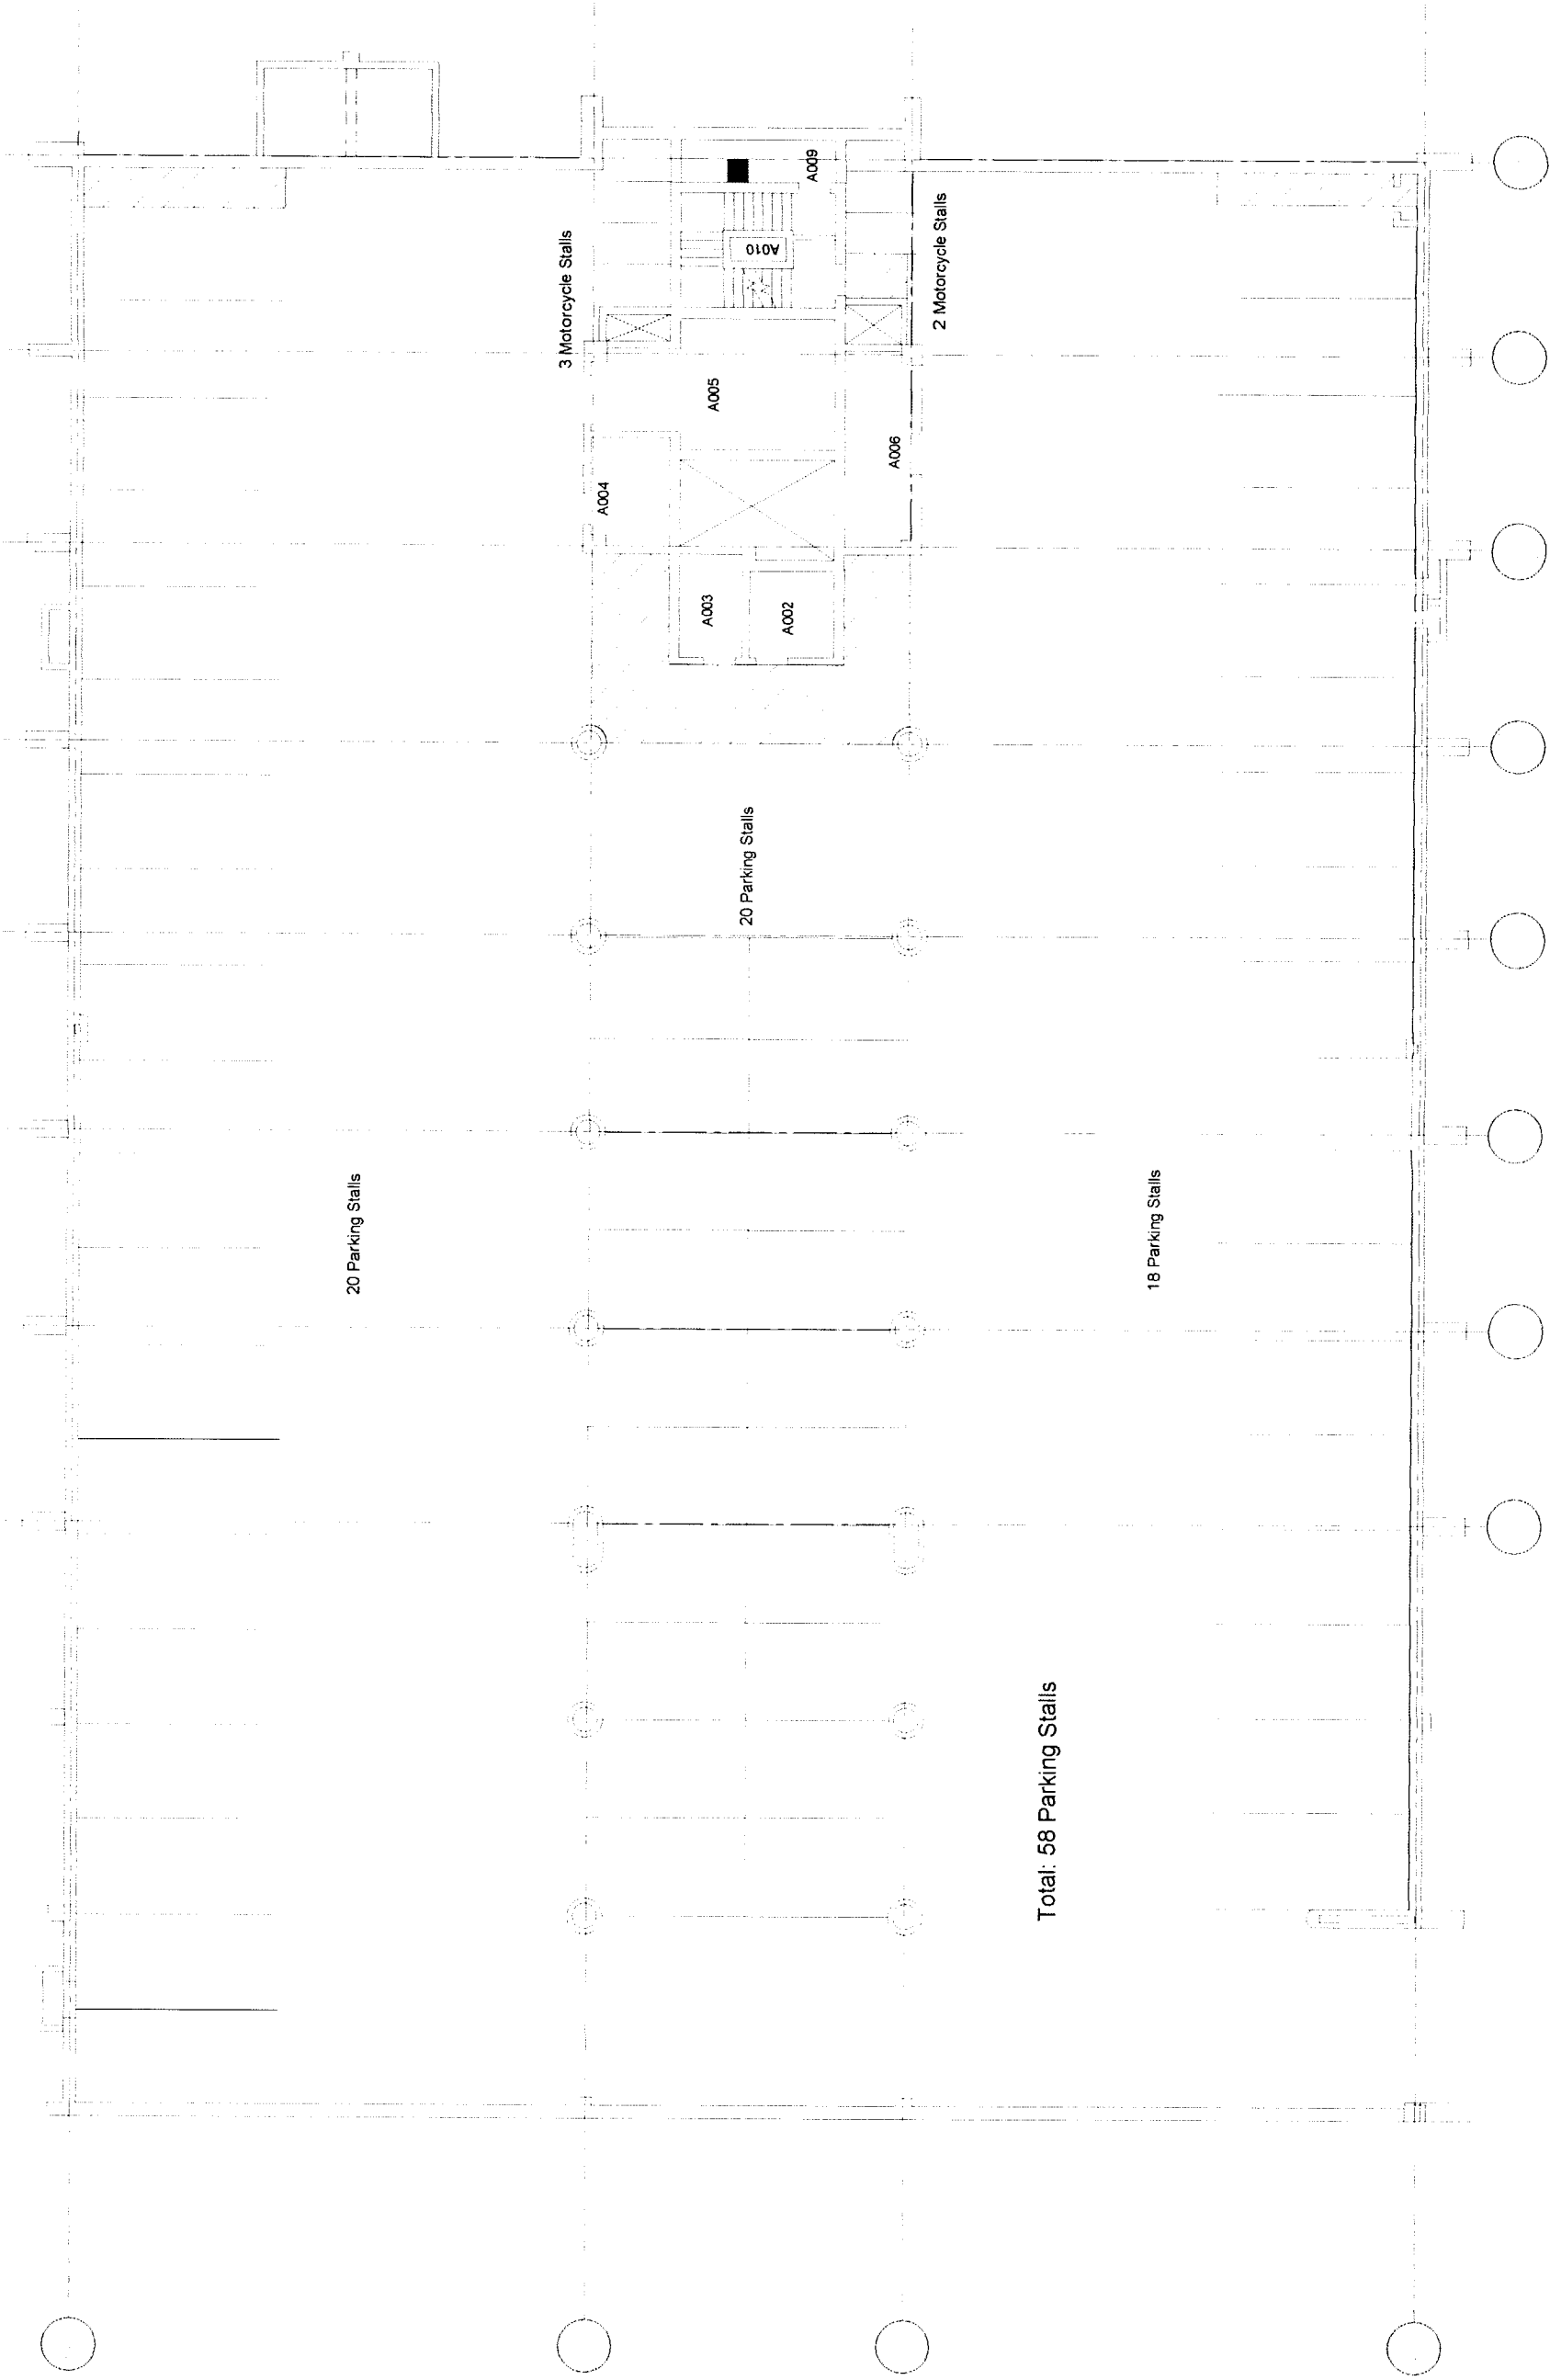 3 Motorcycle Stalls
A009
A010
2 Motorcycle Stalls
A005
A006
A004
A003
A002
20 Parking Stalls
20 Parking Stalls
18 Parking Stalls
Total: 58 Parking Stalls